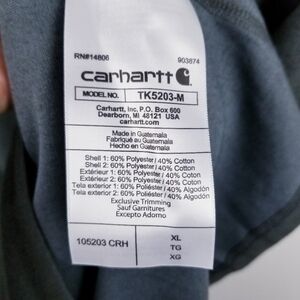 RN#14806 903874
carhartt
MODEL NO. TK5203-M
Carhartt, Inc. P.O. Box 600
Dearborn, MI 48121 USA
carhartt.com
Made in Guatemala
Fabriqué au Guatemala
Hecho en Guatemala
Shell 1: 60% Polyester / 40% Cotton
Shell 2: 60% Polyester / 40% Cotton
Extérieur 1: 60% Polyester / 40% Coton
Extérieur 2: 60% Polyester / 40% Coton
Tela exterior 1: 60% Poliéster / 40% Algodón
Tela exterior 2: 60% Poliéster / 40% Algodón
Exclusive Trimming
Sauf Garnitures
Excepto Adorno
105203 CRH
XL
TG
XG